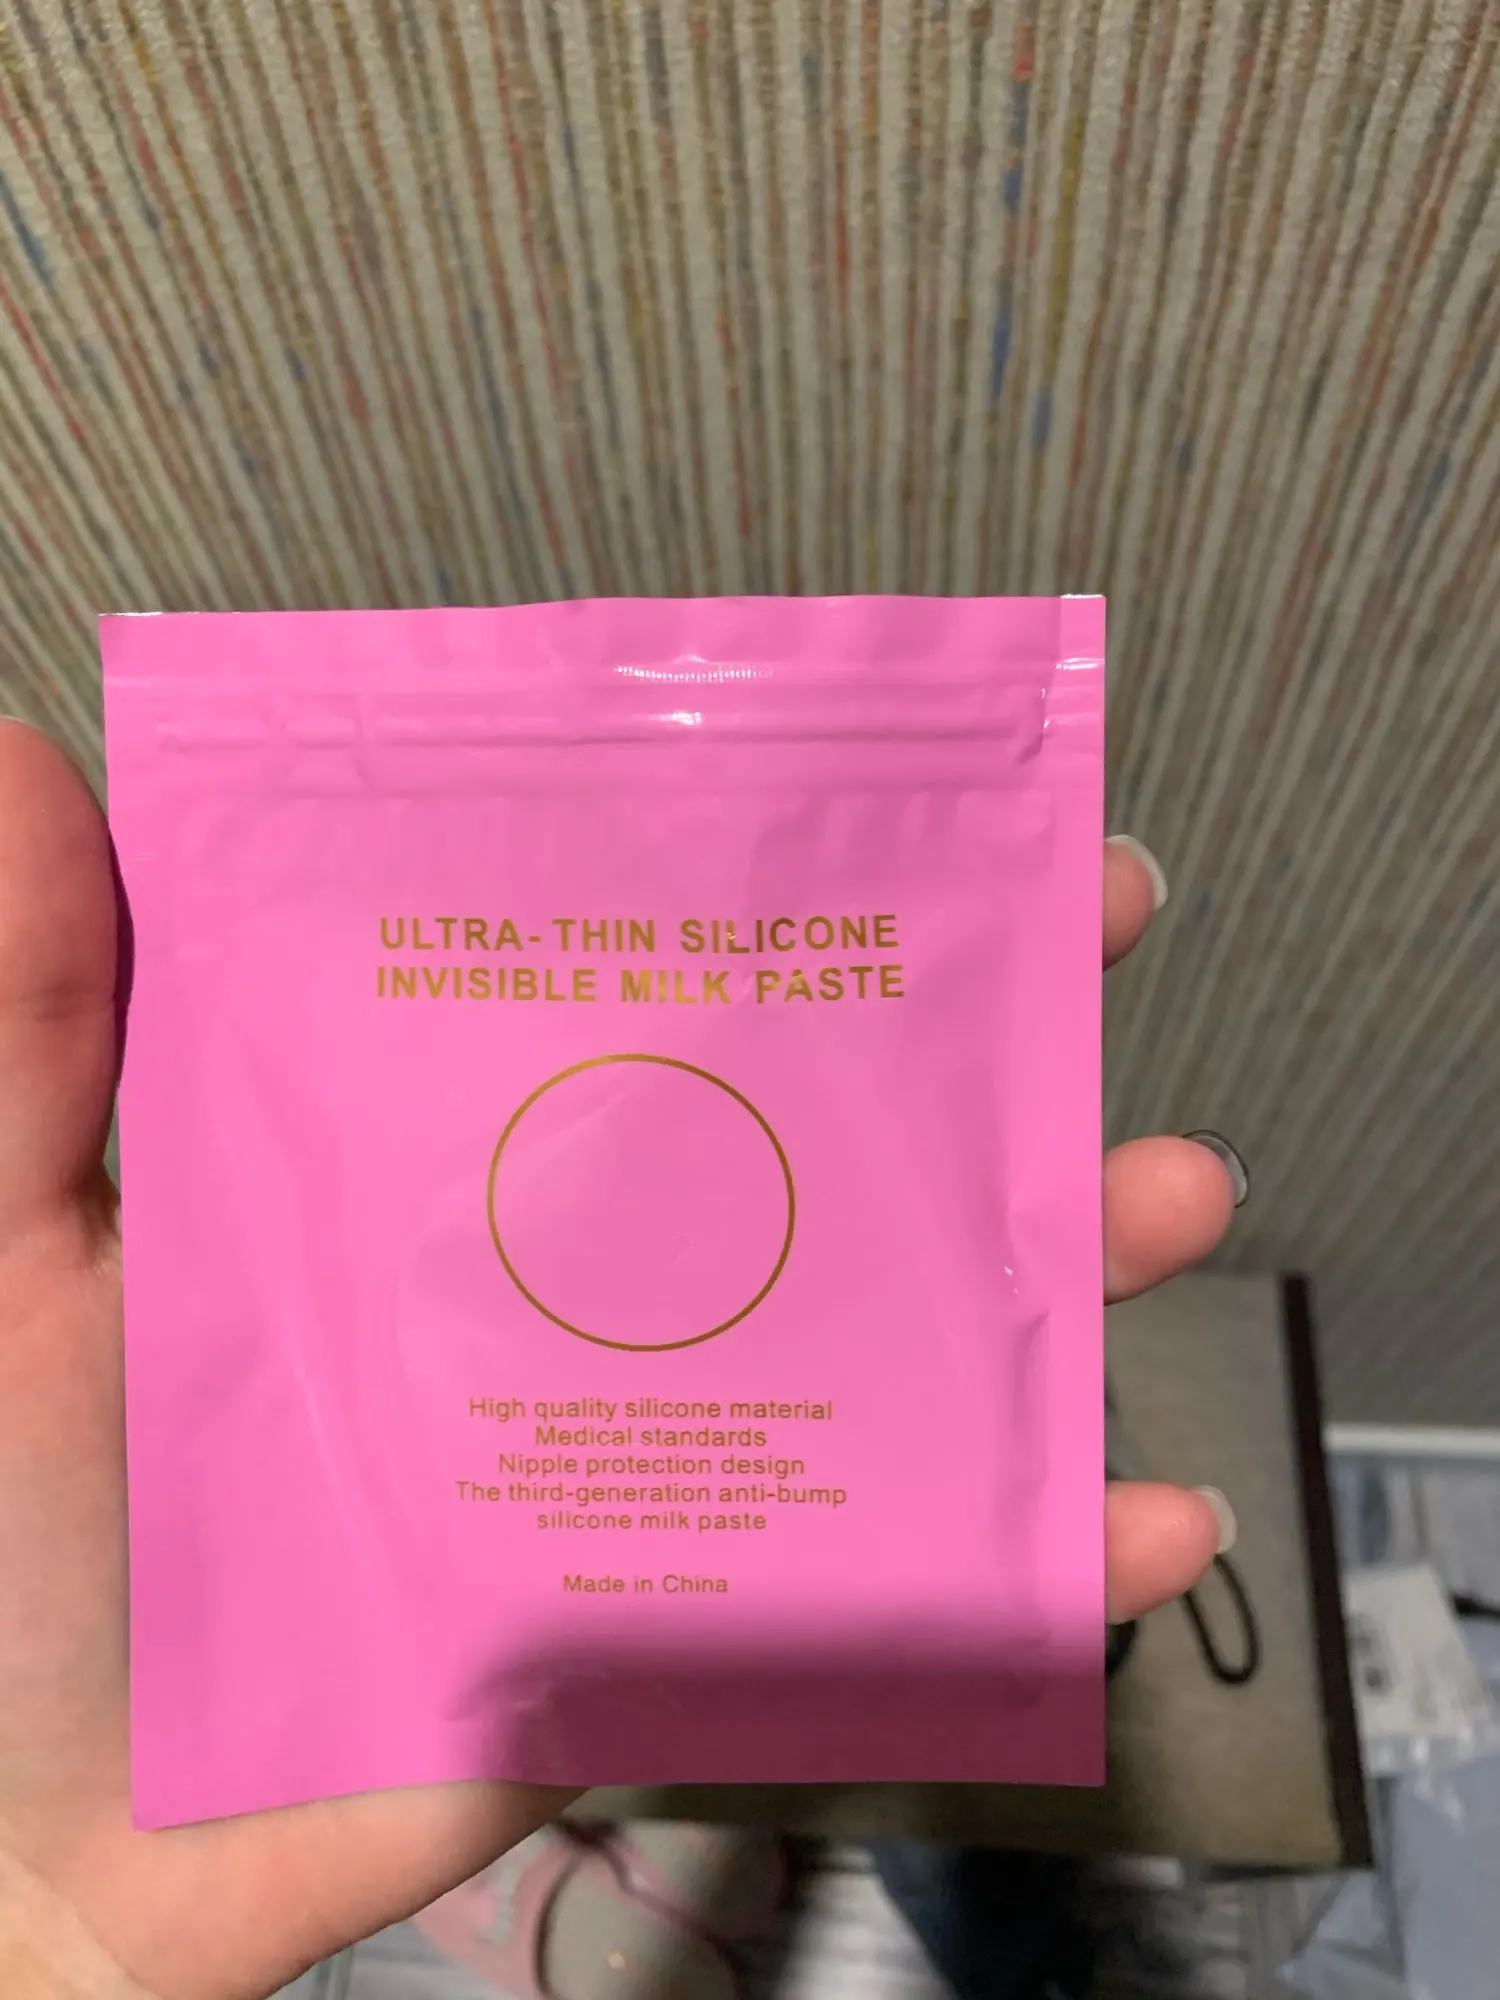 ULTRA-THIN SILICONE
INVISIBLE MILK PASTE
High quality silicone material
Medical standards
Nipple protection design
The third-generation anti-bump
silicone milk paste
Made in China